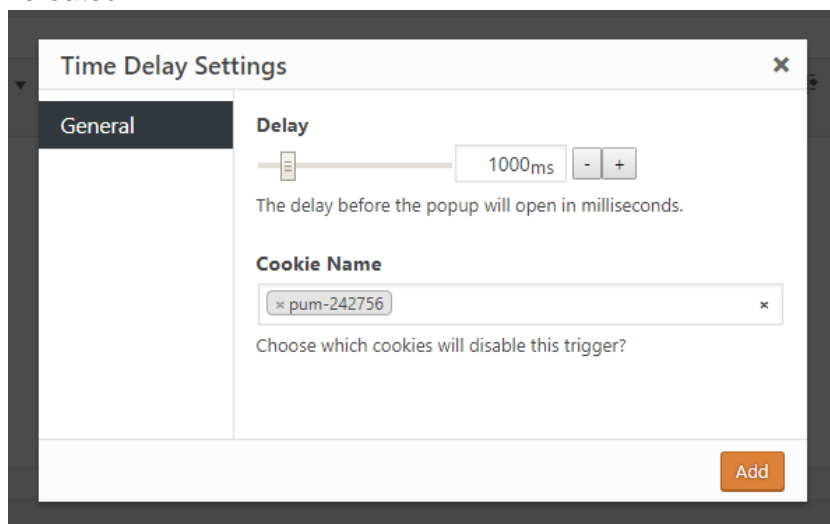 Time Delay Settings ×
General
Delay
1000ms - +
The delay before the popup will open in milliseconds.
Cookie Name
× pum-242756 ×
Choose which cookies will disable this trigger?
Add